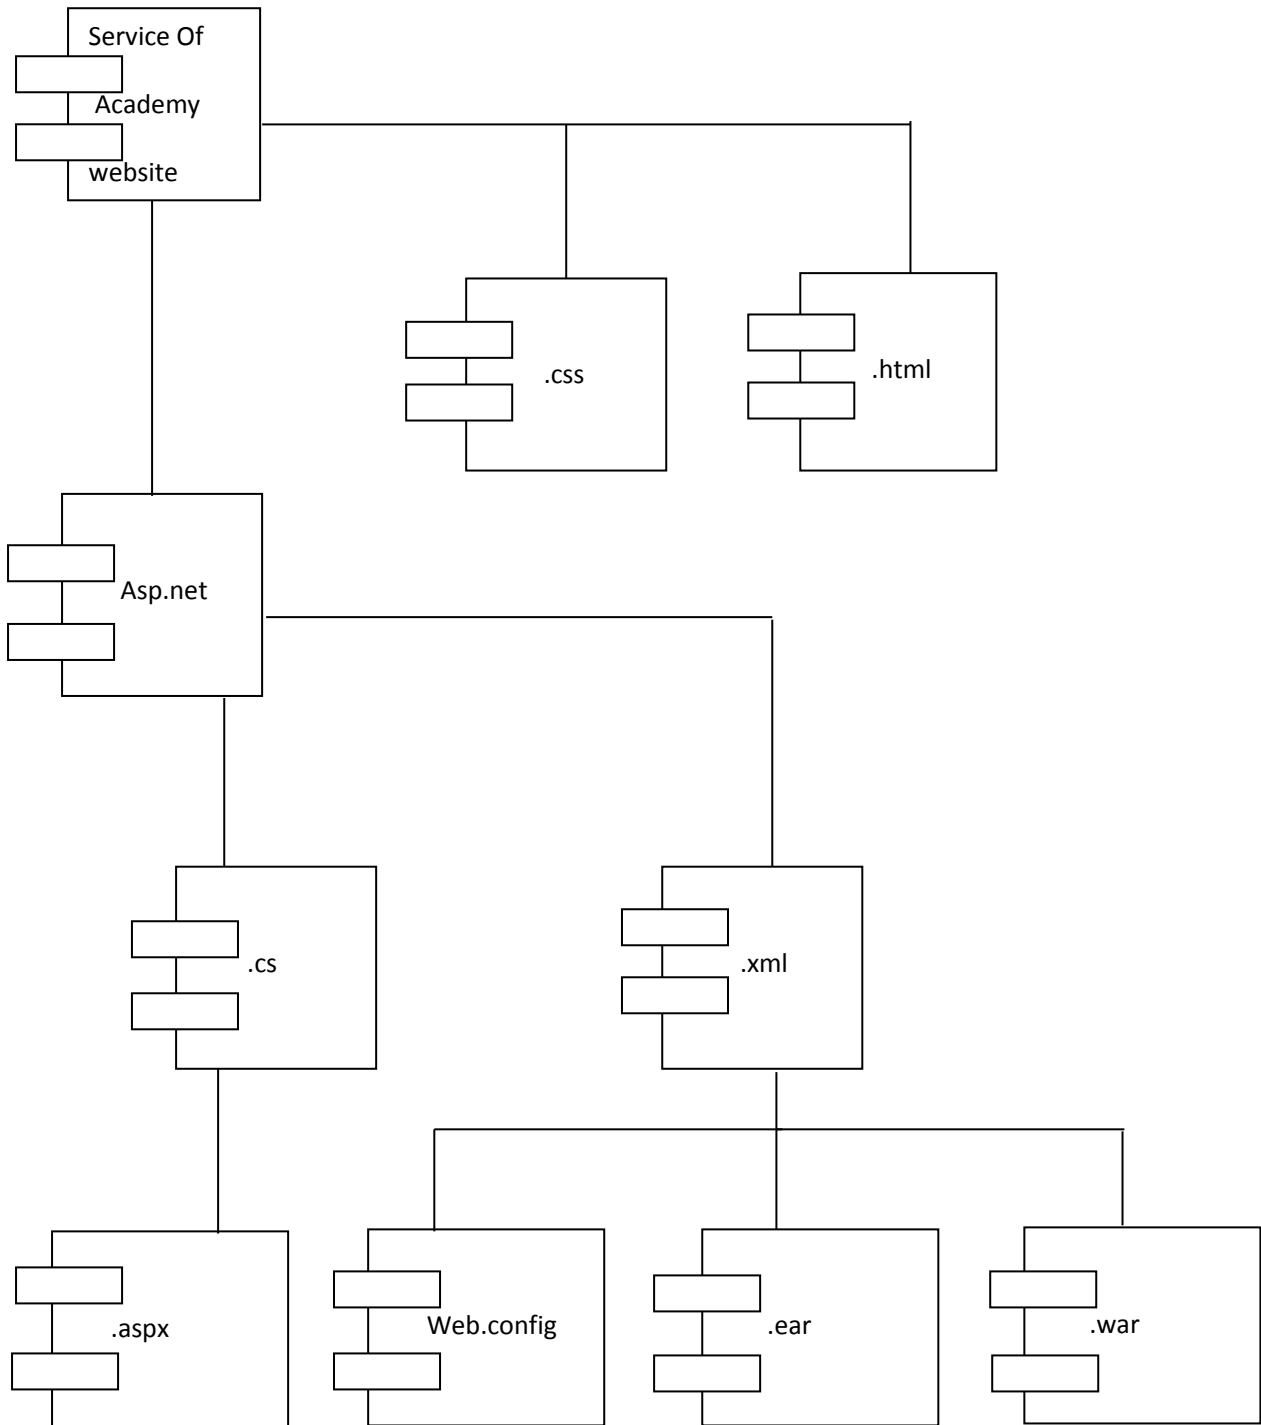 Service Of
Academy
website
.css
.html
Asp.net
.cs
.xml
.aspx
Web.config
.ear
.war